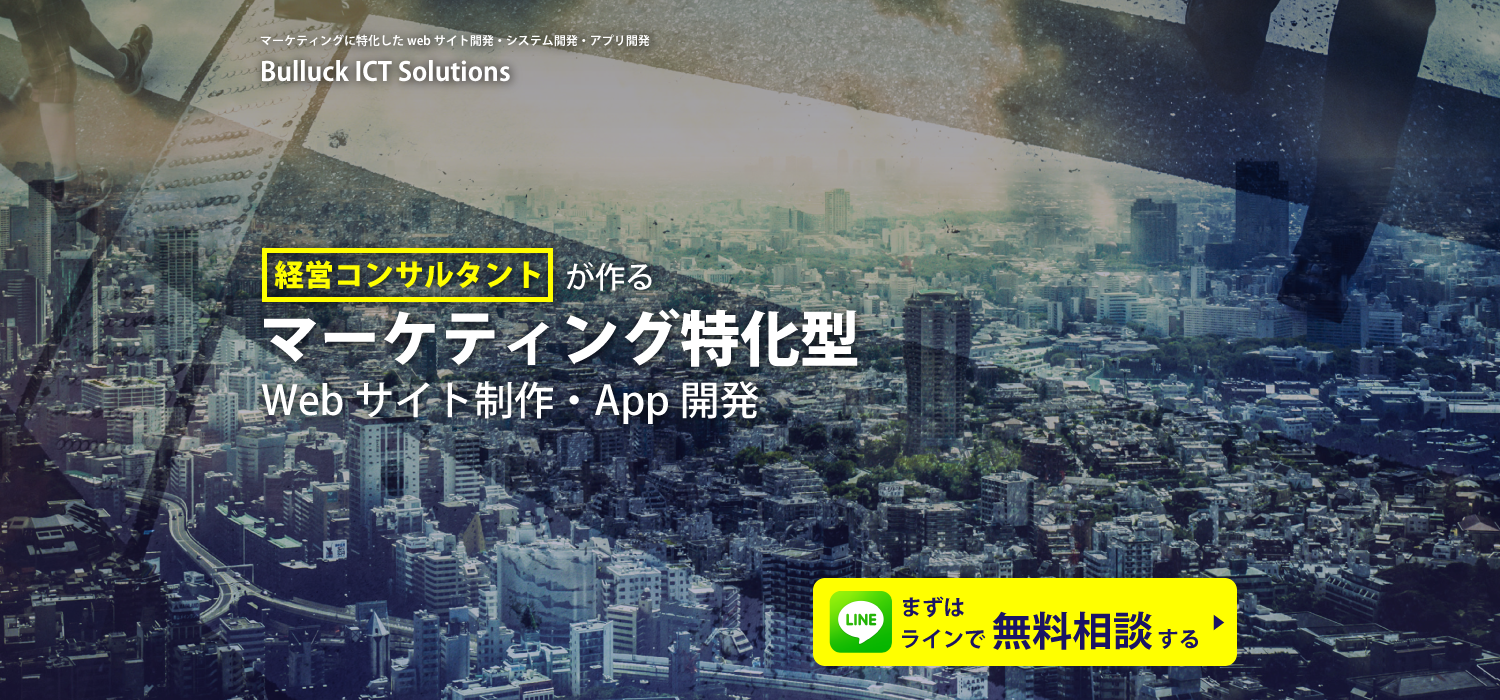 マーケティングに特化した web サイト開発・システム開発・アプリ開発
Bulluck ICT Solutions
経営コンサルタント が作る
マーケティング特化型
Web サイト制作・App 開発
LINE
まずは
ラインで 無料相談 する